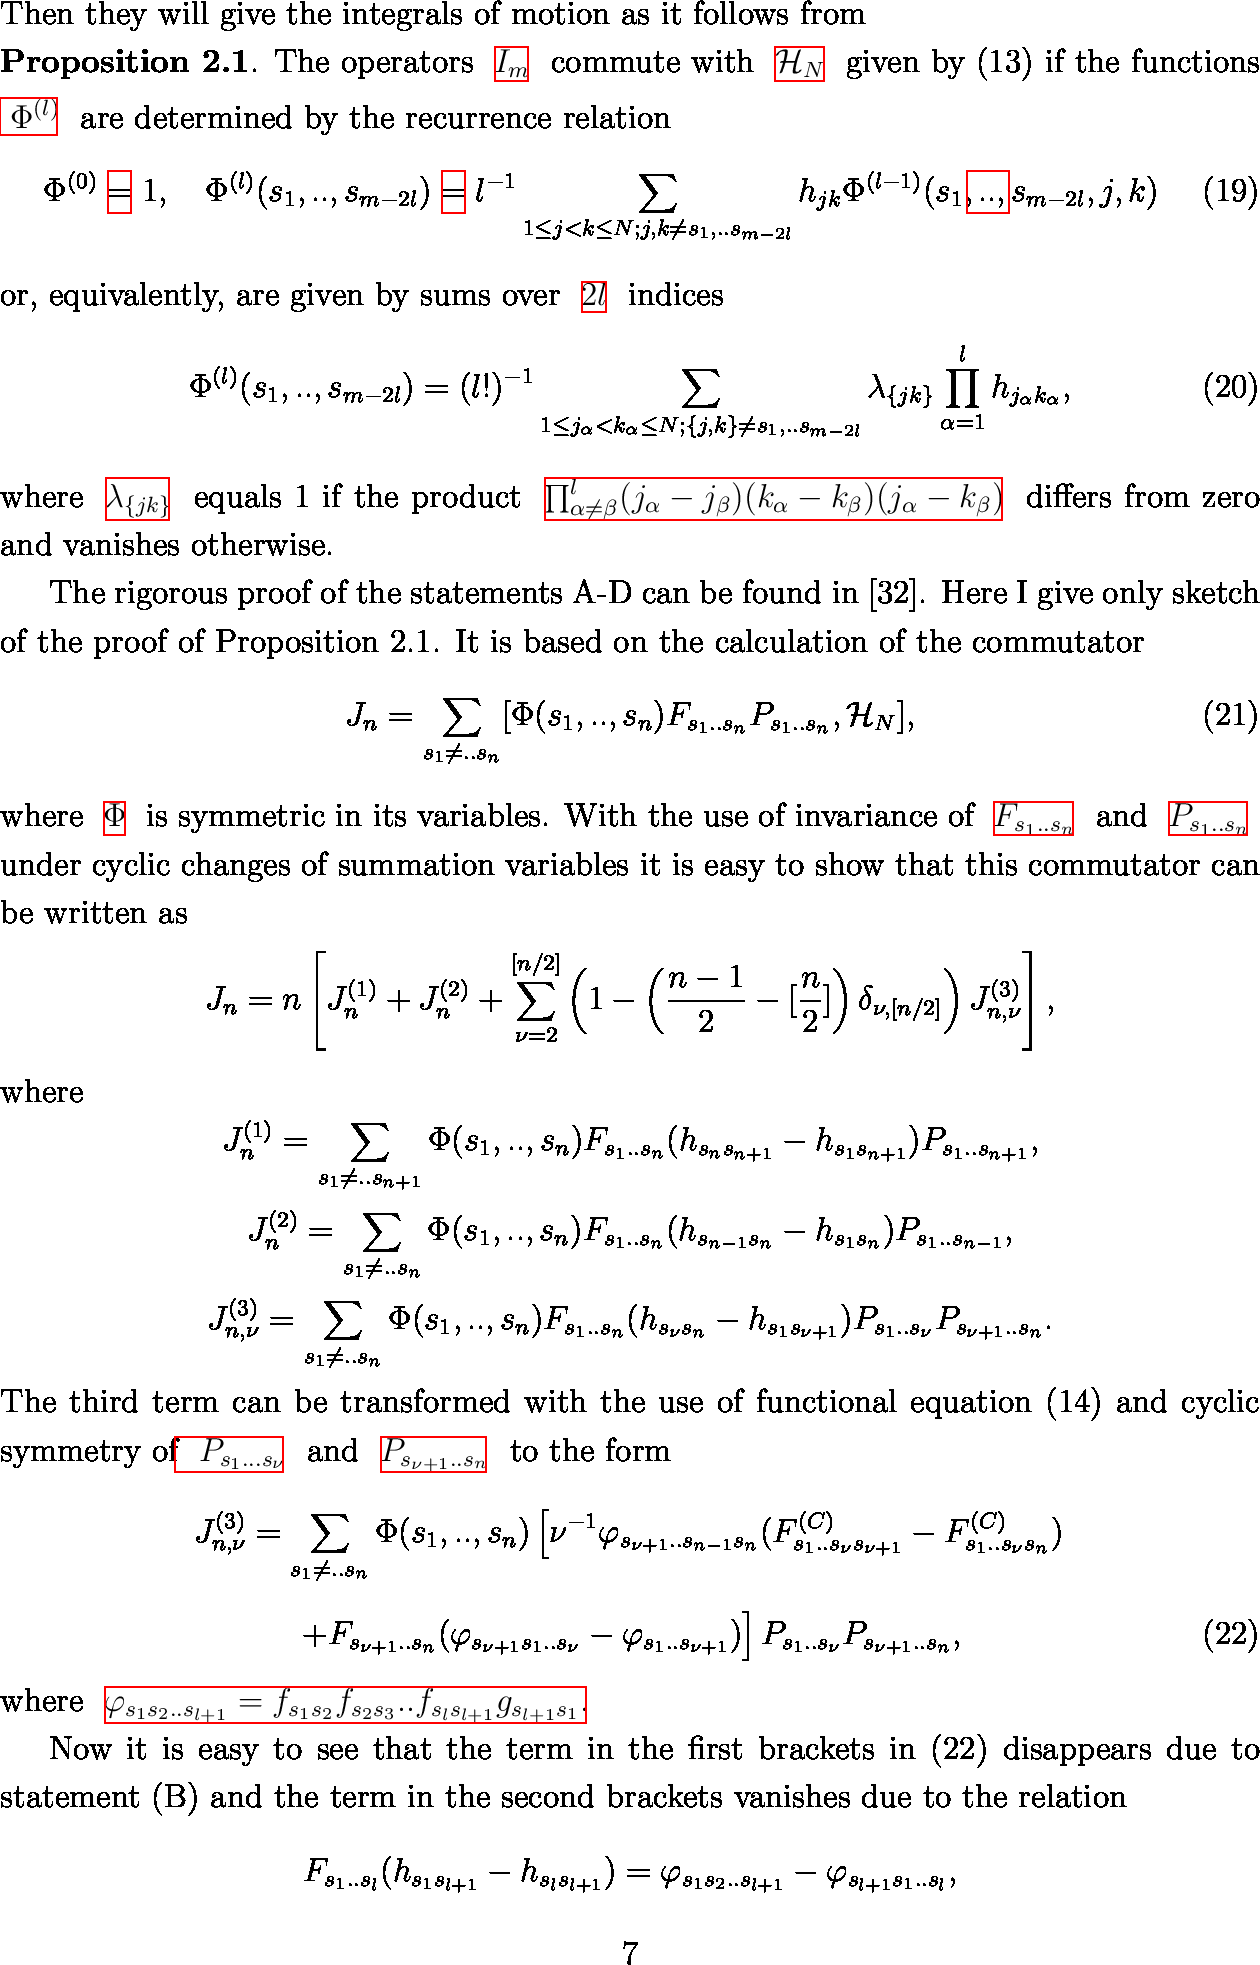 Then they will give the integrals of motion as it follows from
Proposition 2.1. The operators $I_m$ commute with $\mathcal{H}_N$ given by (13) if the functions
$\Phi^{(l)}$ are determined by the recurrence relation
$\Phi^{(0)} = 1, \quad \Phi^{(l)}(s_1, .., s_{m-2l}) = l^{-1} \sum_{1 \le j < k \le N; j,k \ne s_1,..s_{m-2l}} h_{jk} \Phi^{(l-1)}(s_1, .., s_{m-2l}, j, k)$ (19)
or, equivalently, are given by sums over $2l$ indices
$\Phi^{(l)}(s_1, .., s_{m-2l}) = (l!)^{-1} \sum_{1 \le j_\alpha < k_\alpha \le N; \{j,k\} \ne s_1,..s_{m-2l}} \lambda_{\{jk\}} \prod_{\alpha=1}^{l} h_{j_\alpha k_\alpha},$ (20)
where $\lambda_{\{jk\}}$ equals 1 if the product $\prod_{\alpha \ne \beta}^{l} (j_\alpha - j_\beta)(k_\alpha - k_\beta)(j_\alpha - k_\beta)$ differs from zero
and vanishes otherwise.
The rigorous proof of the statements A-D can be found in [32]. Here I give only sketch
of the proof of Proposition 2.1. It is based on the calculation of the commutator
$J_n = \sum_{s_1 \ne ..s_n} [\Phi(s_1, .., s_n) F_{s_1..s_n} P_{s_1..s_n}, \mathcal{H}_N],$ (21)
where $\Phi$ is symmetric in its variables. With the use of invariance of $F_{s_1..s_n}$ and $P_{s_1..s_n}$
under cyclic changes of summation variables it is easy to show that this commutator can
be written as
$J_n = n \left[ J_n^{(1)} + J_n^{(2)} + \sum_{\nu=2}^{[n/2]} \left( 1 - \left( \frac{n-1}{2} - [\frac{n}{2}] \right) \delta_{\nu,[n/2]} \right) J_{n,\nu}^{(3)} \right],$
where
$J_n^{(1)} = \sum_{s_1 \ne ..s_{n+1}} \Phi(s_1, .., s_n) F_{s_1..s_n} (h_{s_n s_{n+1}} - h_{s_1 s_{n+1}}) P_{s_1..s_{n+1}},$
$J_n^{(2)} = \sum_{s_1 \ne ..s_n} \Phi(s_1, .., s_n) F_{s_1..s_n} (h_{s_{n-1} s_n} - h_{s_1 s_n}) P_{s_1..s_{n-1}},$
$J_{n,\nu}^{(3)} = \sum_{s_1 \ne ..s_n} \Phi(s_1, .., s_n) F_{s_1..s_n} (h_{s_\nu s_n} - h_{s_1 s_{\nu+1}}) P_{s_1..s_\nu} P_{s_{\nu+1}..s_n}.$
The third term can be transformed with the use of functional equation (14) and cyclic
symmetry of $P_{s_1...s_\nu}$ and $P_{s_{\nu+1}..s_n}$ to the form
$J_{n,\nu}^{(3)} = \sum_{s_1 \ne ..s_n} \Phi(s_1, .., s_n) \left[ \nu^{-1} \varphi_{s_{\nu+1}..s_{n-1} s_n} (F^{(C)}_{s_1..s_\nu s_{\nu+1}} - F^{(C)}_{s_1..s_\nu s_n}) \right.$
$\left. + F_{s_{\nu+1}..s_n} (\varphi_{s_{\nu+1} s_1..s_\nu} - \varphi_{s_1..s_{\nu+1}}) \right] P_{s_1..s_\nu} P_{s_{\nu+1}..s_n},$ (22)
where $\varphi_{s_1 s_2..s_{l+1}} = f_{s_1 s_2} f_{s_2 s_3} .. f_{s_l s_{l+1}} g_{s_{l+1} s_1}.$
Now it is easy to see that the term in the first brackets in (22) disappears due to
statement (B) and the term in the second brackets vanishes due to the relation
$F_{s_1..s_l} (h_{s_1 s_{l+1}} - h_{s_l s_{l+1}}) = \varphi_{s_1 s_2..s_{l+1}} - \varphi_{s_{l+1} s_1..s_l},$
7